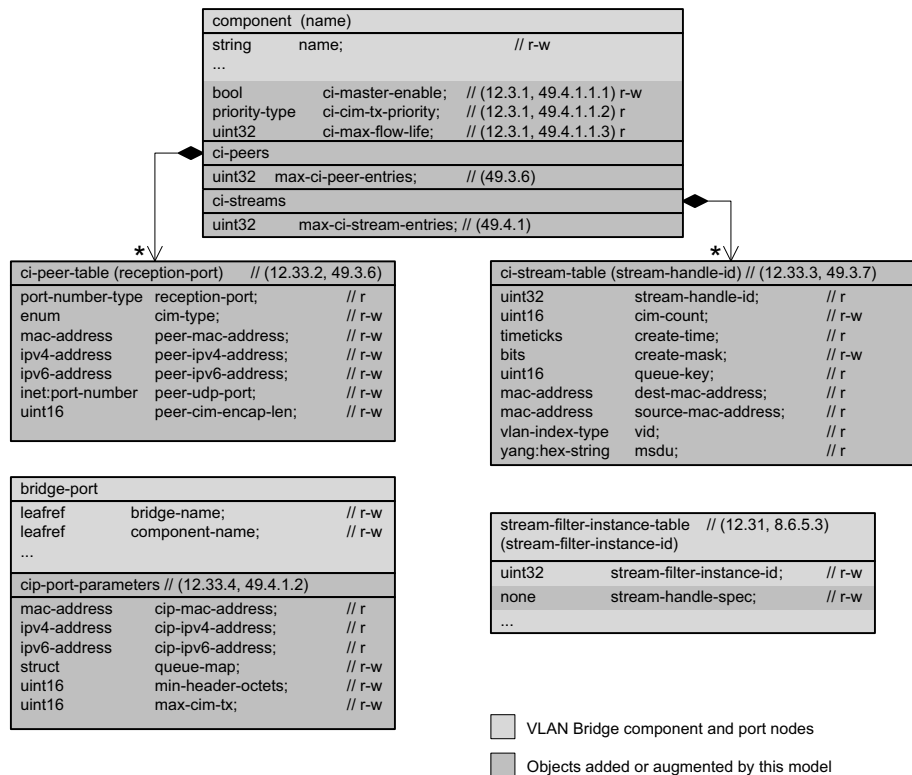 component (name)
string name; // r-w
...
bool ci-master-enable; // (12.3.1, 49.4.1.1.1) r-w
priority-type ci-cim-tx-priority; // (12.3.1, 49.4.1.1.2) r
uint32 ci-max-flow-life; // (12.3.1, 49.4.1.1.3) r
ci-peers
uint32 max-ci-peer-entries; // (49.3.6)
ci-streams
uint32 max-ci-stream-entries; // (49.4.1)
*
*
ci-peer-table (reception-port) // (12.33.2, 49.3.6)
port-number-type reception-port; // r
enum cim-type; // r-w
mac-address peer-mac-address; // r-w
ipv4-address peer-ipv4-address; // r-w
ipv6-address peer-ipv6-address; // r-w
inet:port-number peer-udp-port; // r-w
uint16 peer-cim-encap-len; // r-w
ci-stream-table (stream-handle-id) // (12.33.3, 49.3.7)
uint32 stream-handle-id; // r
uint16 cim-count; // r-w
timeticks create-time; // r
bits create-mask; // r-w
uint16 queue-key; // r
mac-address dest-mac-address; // r
mac-address source-mac-address; // r
vlan-index-type vid; // r
yang:hex-string msdu; // r
bridge-port
leafref bridge-name; // r-w
leafref component-name; // r-w
...
cip-port-parameters // (12.33.4, 49.4.1.2)
mac-address cip-mac-address; // r
ipv4-address cip-ipv4-address; // r
ipv6-address cip-ipv6-address; // r
struct queue-map; // r-w
uint16 min-header-octets; // r-w
uint16 max-cim-tx; // r-w
stream-filter-instance-table // (12.31, 8.6.5.3)
(stream-filter-instance-id)
uint32 stream-filter-instance-id; // r-w
none stream-handle-spec; // r-w
...
VLAN Bridge component and port nodes
Objects added or augmented by this model